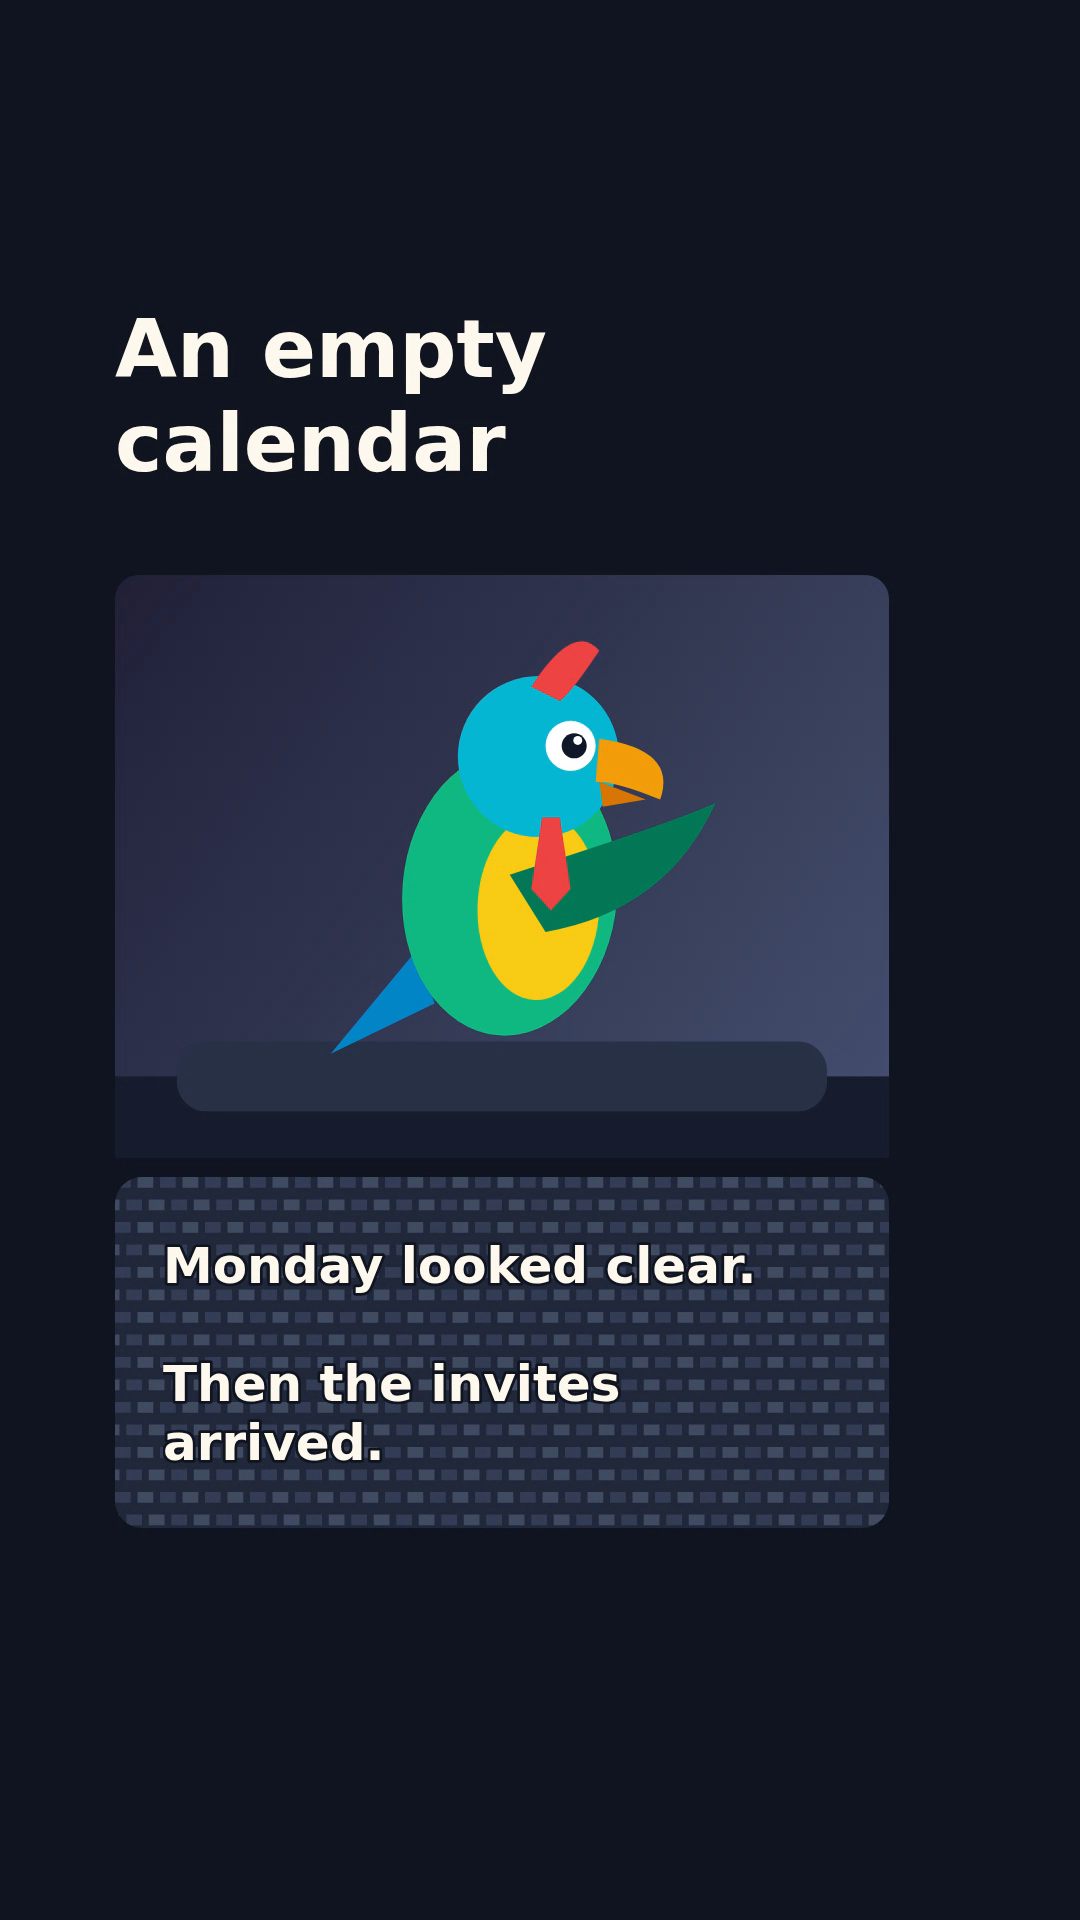 An empty
calendar
Monday looked clear.
Then the invites
arrived.